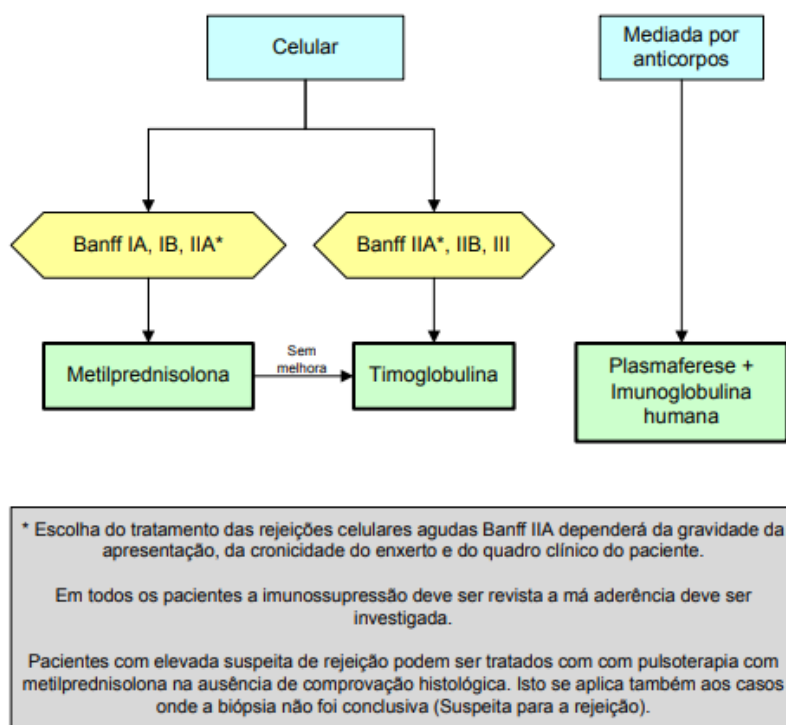 Celular
Mediada por
anticorpos
Banff IA, IB, IIA*
Banff IIA*, IIB, III
Metilprednisolona
Sem
melhora
Timoglobulina
Plasmaferese +
Imunoglobulina
humana
* Escolha do tratamento das rejeições celulares agudas Banff IIA dependerá da gravidade da
apresentação, da cronicidade do enxerto e do quadro clínico do paciente.
Em todos os pacientes a imunossupressão deve ser revista a má aderência deve ser
investigada.
Pacientes com elevada suspeita de rejeição podem ser tratados com com pulsoterapia com
metilprednisolona na ausência de comprovação histológica. Isto se aplica também aos casos
onde a biópsia não foi conclusiva (Suspeita para a rejeição).